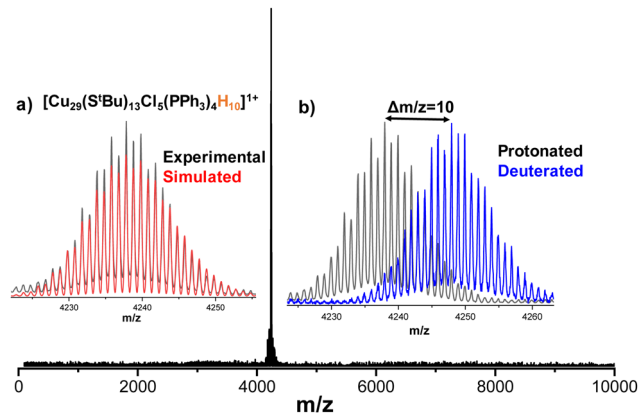 a) [Cu₂₉(SᵗBu)₁₃Cl₅(PPh₃)₄H₁₀]¹⁺
Experimental
Simulated
4230 4240 4250
m/z
b) Δm/z=10
Protonated
Deuterated
4230 4240 4250 4260
m/z
0 2000 4000 6000 8000 10000
m/z